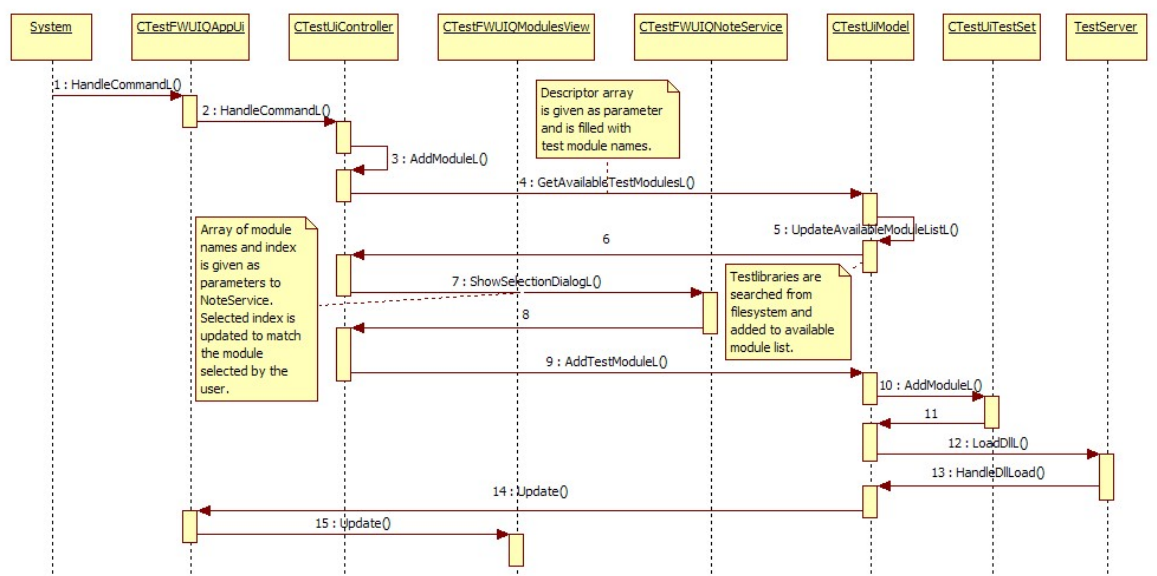 System
CTestFWUIQAppUi
CTestUiController
CTestFWUIQModulesView
CTestFWUIQNoteService
CTestUiModel
CTestUiTestSet
TestServer
1 : HandleCommandL()
2 : HandleCommandL()
Descriptor array
is given as parameter
and is filled with
test module names.
3 : AddModuleL()
4 : GetAvailableTestModulesL()
5 : UpdateAvailableModuleListL()
6
Array of module
names and index
is given as
parameters to
NoteService.
Selected index is
updated to match
the module
selected by the
user.
7 : ShowSelectionDialogL()
Testlibraries are
searched from
filesystem and
added to available
module list.
8
9 : AddTestModuleL()
10 : AddModuleL()
11
12 : LoadDllL()
13 : HandleDllLoad()
14 : Update()
15 : Update()